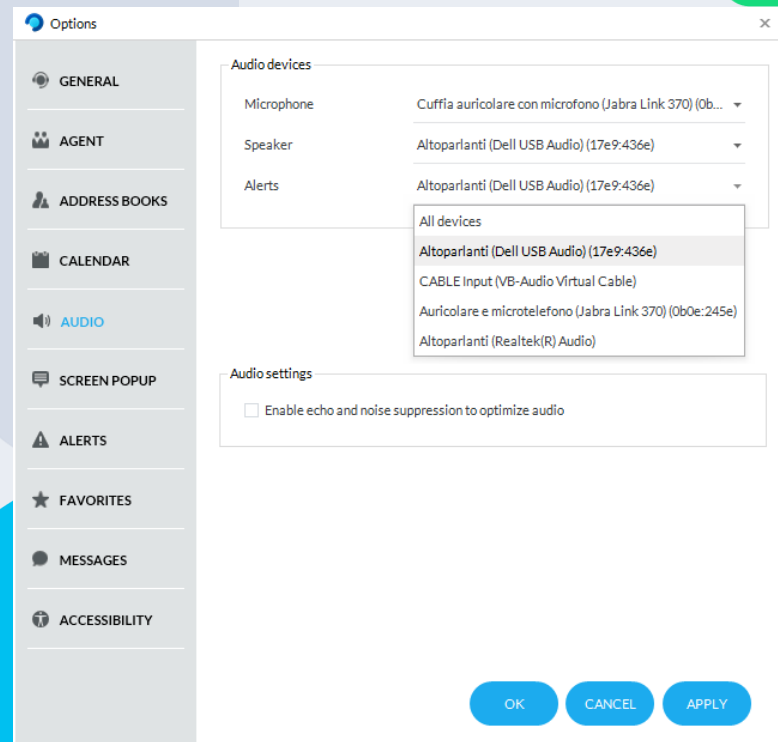 Options
GENERAL
AGENT
ADDRESS BOOKS
CALENDAR
AUDIO
SCREEN POPUP
ALERTS
FAVORITES
MESSAGES
ACCESSIBILITY
Audio devices
Microphone Cuffia auricolare con microfono (Jabra Link 370) (0b...
Speaker Altoparlanti (Dell USB Audio) (17e9:436e)
Alerts Altoparlanti (Dell USB Audio) (17e9:436e)
All devices
Altoparlanti (Dell USB Audio) (17e9:436e)
CABLE Input (VB-Audio Virtual Cable)
Auricolare e microtelefono (Jabra Link 370) (0b0e:245e)
Altoparlanti (Realtek(R) Audio)
Audio settings
Enable echo and noise suppression to optimize audio
OK CANCEL APPLY